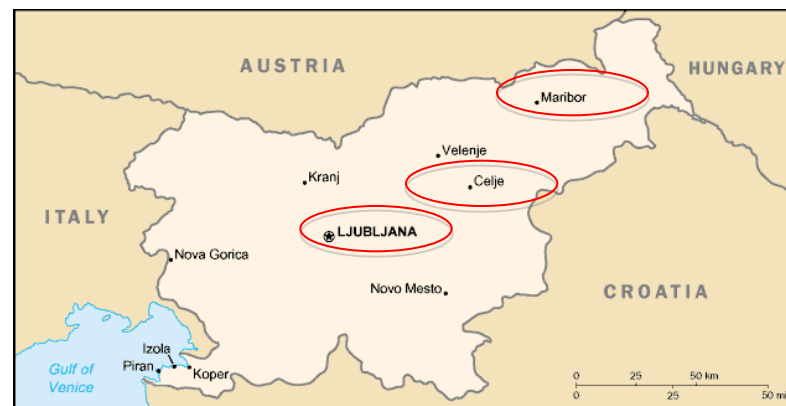 AUSTRIA
HUNGARY
Maribor
Velenje
Kranj
Celje
ITALY
LJUBLJANA
Nova Gorica
Novo Mesto
CROATIA
Izola
Piran
Koper
Gulf of
Venice
0 25 50 km
0 25 50 mi